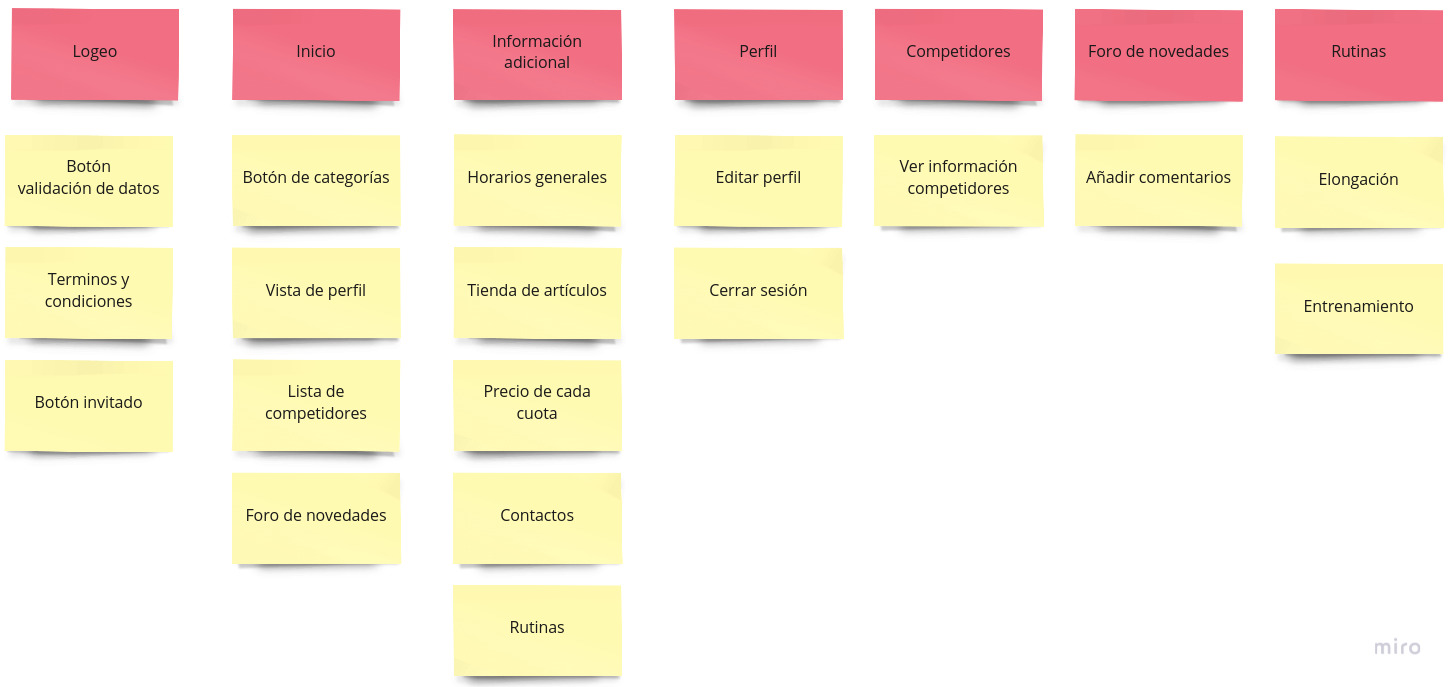 Logeo
Inicio
Información
adicional
Perfil
Competidores
Foro de novedades
Rutinas
Botón
validación de datos
Botón de categorías
Horarios generales
Editar perfil
Ver información
competidores
Añadir comentarios
Elongación
Terminos y
condiciones
Vista de perfil
Tienda de artículos
Cerrar sesión
Entrenamiento
Botón invitado
Lista de
competidores
Precio de cada
cuota
Foro de novedades
Contactos
Rutinas
miro